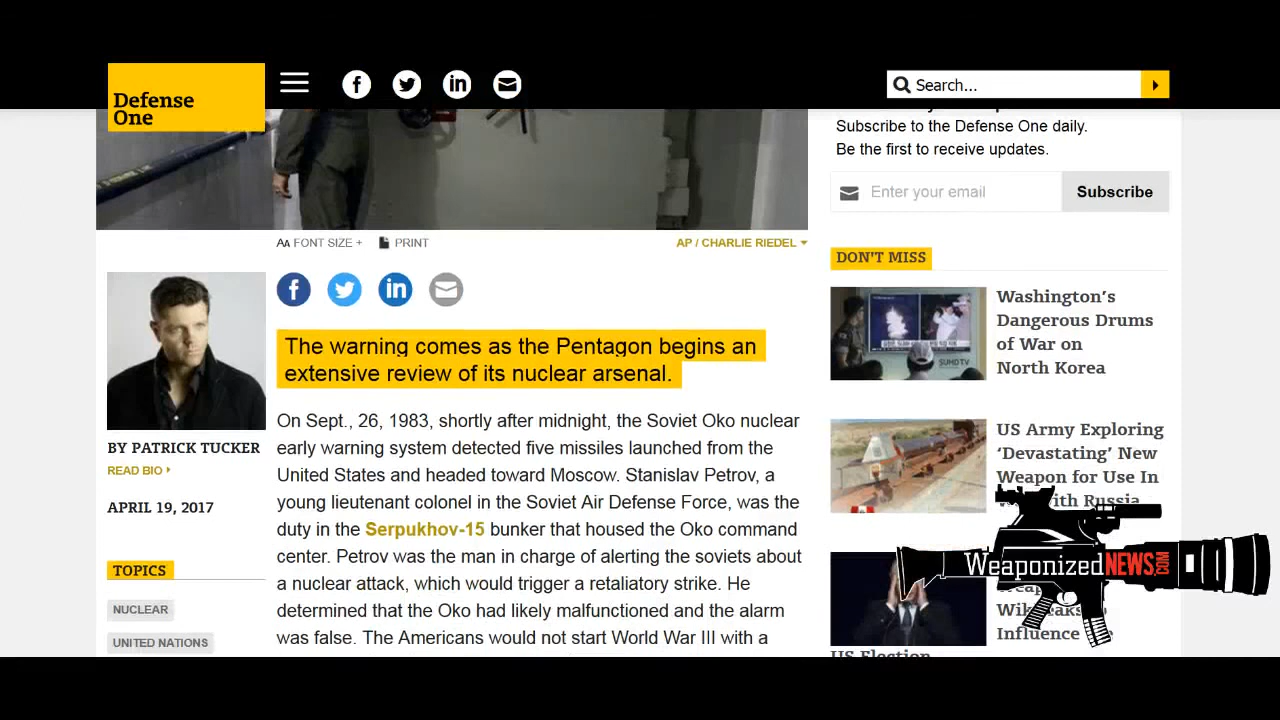 Defense
One
Search...
Subscribe to the Defense One daily.
Be the first to receive updates.
Enter your email
Subscribe
AA FONT SIZE +
PRINT
AP / CHARLIE RIEDEL
DON'T MISS
Washington's
Dangerous Drums
of War on
North Korea
The warning comes as the Pentagon begins an
extensive review of its nuclear arsenal.
On Sept., 26, 1983, shortly after midnight, the Soviet Oko nuclear
early warning system detected five missiles launched from the
United States and headed toward Moscow. Stanislav Petrov, a
young lieutenant colonel in the Soviet Air Defense Force, was the
duty in the Serpukhov-15 bunker that housed the Oko command
center. Petrov was the man in charge of alerting the soviets about
a nuclear attack, which would trigger a retaliatory strike. He
determined that the Oko had likely malfunctioned and the alarm
was false. The Americans would not start World War III with a
BY PATRICK TUCKER
READ BIO
APRIL 19, 2017
TOPICS
NUCLEAR
UNITED NATIONS
US Army Exploring
'Devastating' New
Weapon for Use In
Russia
WeaponizedNEWS.COM
Influence
US Election